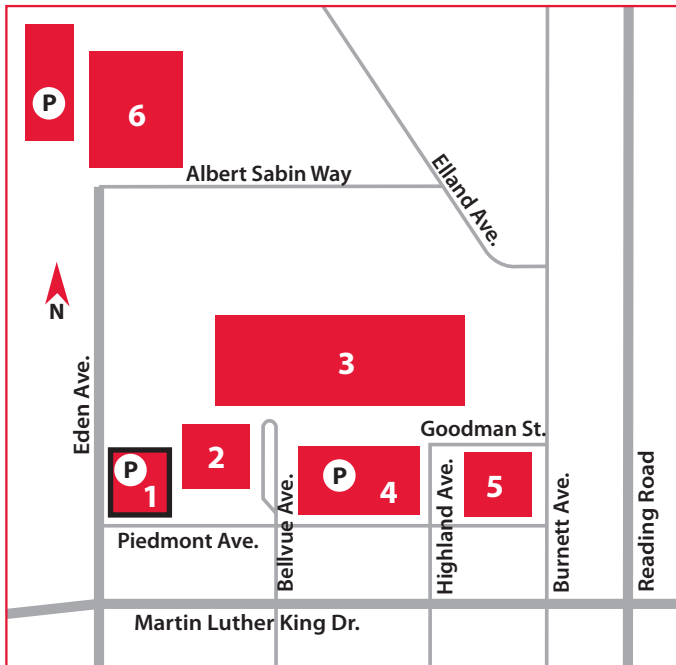 P
6
Albert Sabin Way
Elland Ave.
N
3
Eden Ave.
Goodman St.
2
P
1
P
4
5
Bellvue Ave.
Highland Ave.
Burnett Ave.
Reading Road
Piedmont Ave.
Martin Luther King Dr.